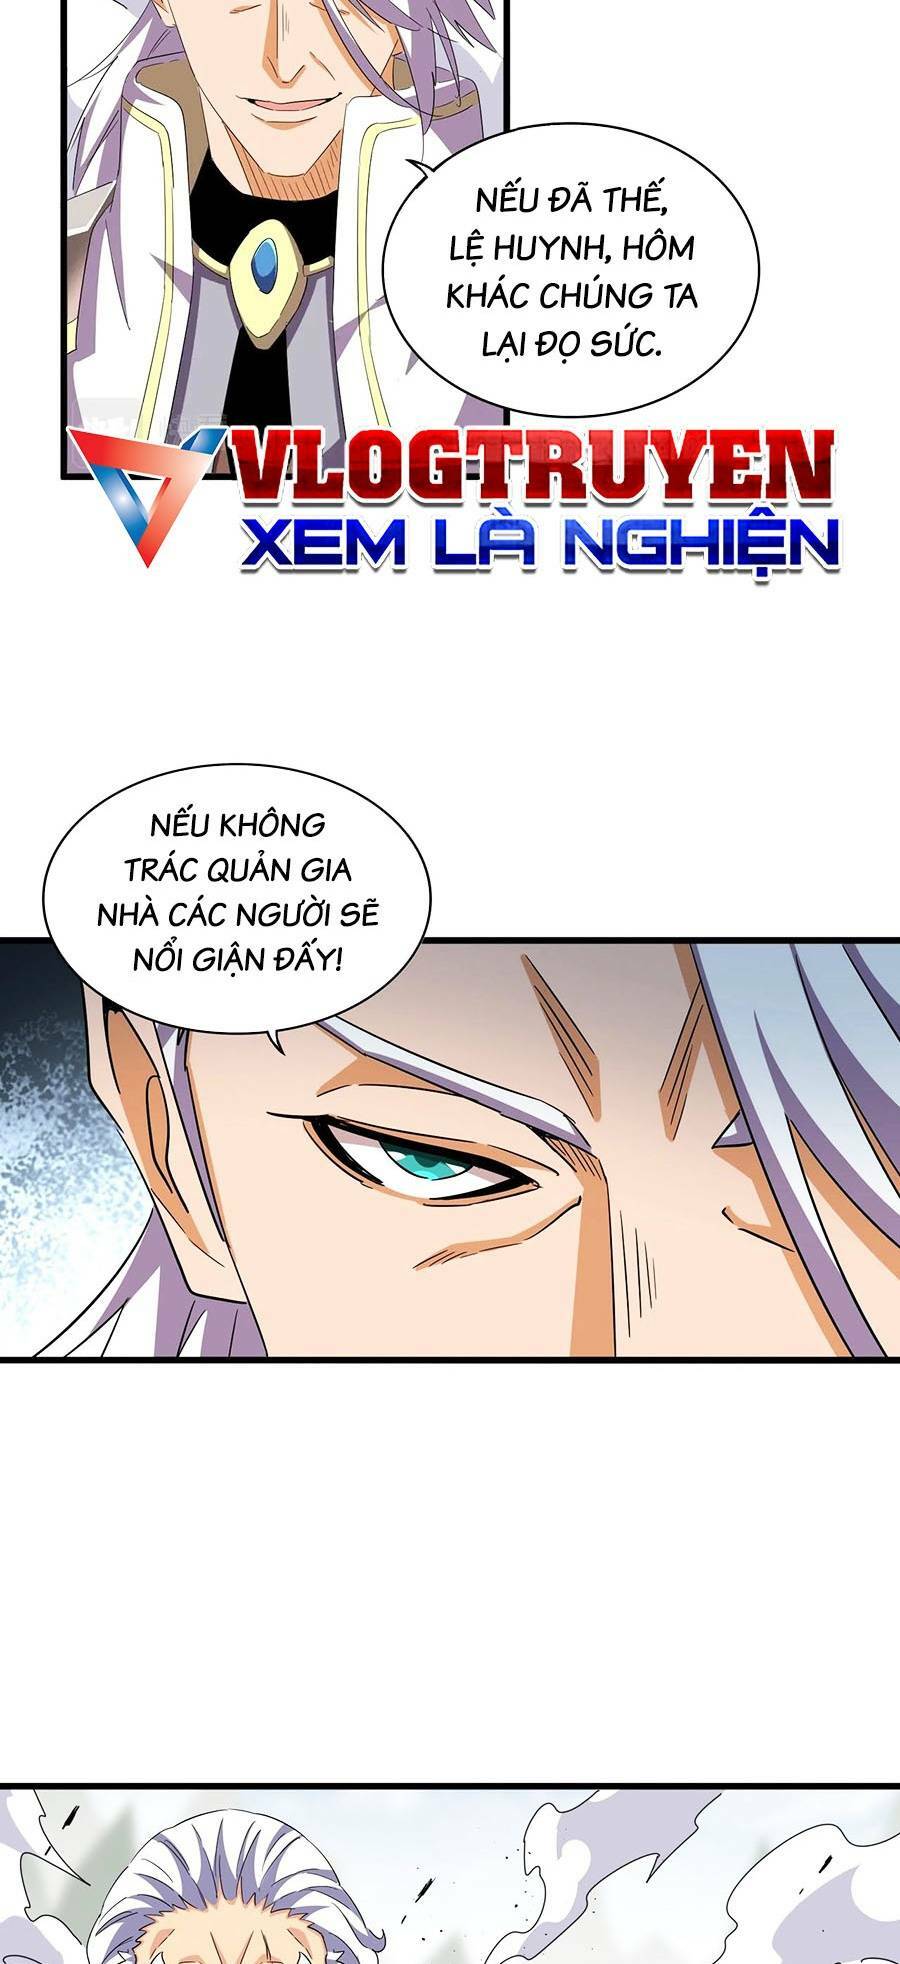 NẾU ĐÃ THẾ,
LỆ HUYNH, HÔM
KHÁC CHÚNG TA
LẠI ĐỌ SỨC.
VLOGTRUYEN
XEM LÀ NGHIỆN
NẾU KHÔNG
TRÁC QUẢN GIA
NHÀ CÁC NGƯỜI SẼ
NỔI GIẬN ĐẤY!